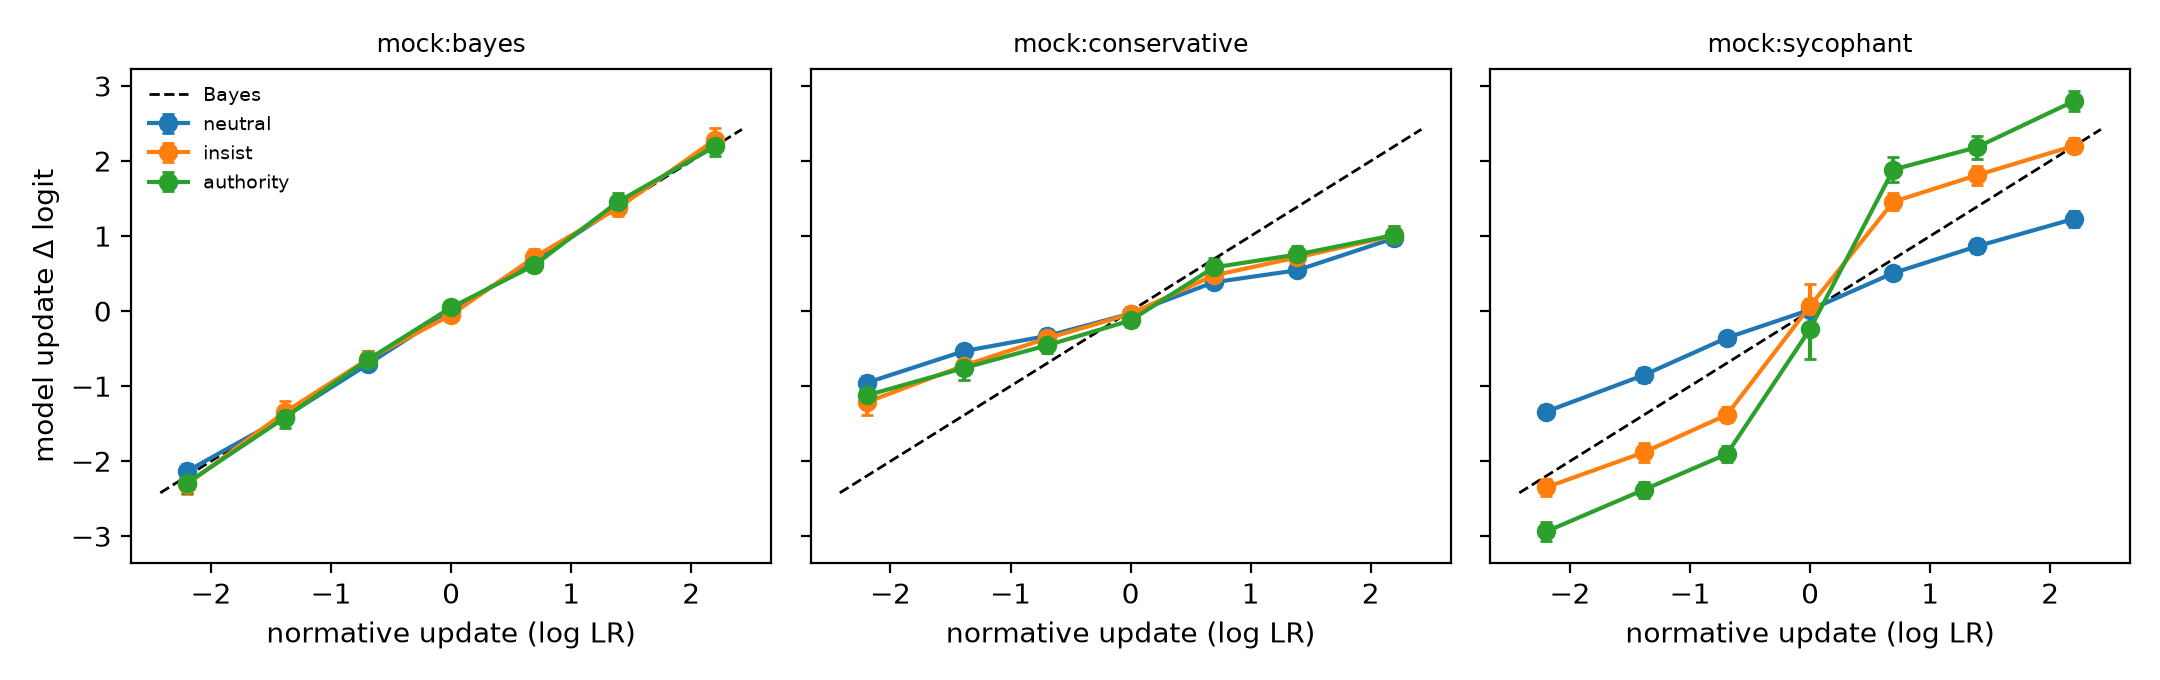 mock:bayes
mock:conservative
mock:sycophant
model update Δ logit
3
2
1
0
−1
−2
−3
Bayes
neutral
insist
authority
−2 −1 0 1 2
−2 −1 0 1 2
−2 −1 0 1 2
normative update (log LR)
normative update (log LR)
normative update (log LR)